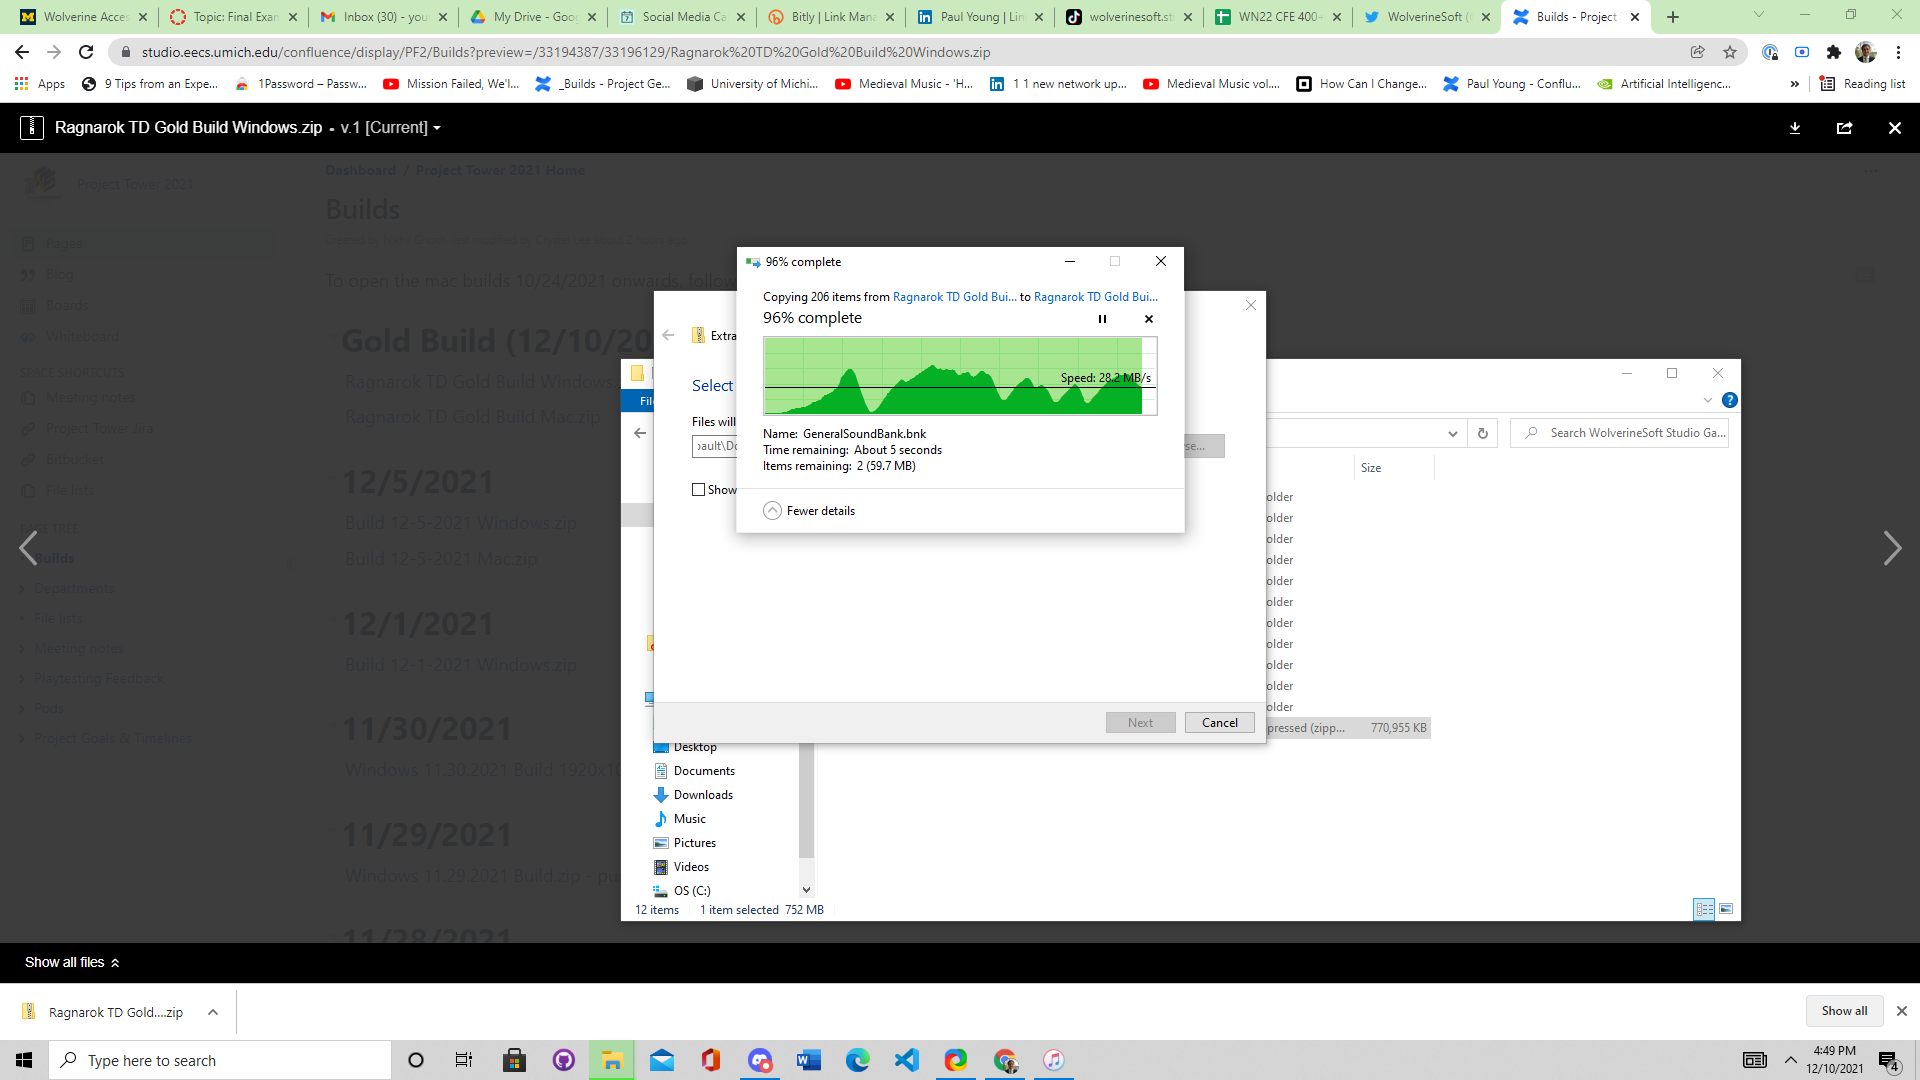 Wolverine Acces
Topic: Final Exan
Inbox (30) - you
My Drive - Goog
Social Media Ca
Bitly | Link Mana
Paul Young | Lin
wolverinesoft.st
WN22 CFE 400+
WolverineSoft (
Builds - Project
studio.eecs.umich.edu/confluence/display/PF2/Builds?preview=/33194387/33196129/Ragnarok%20TD%20Gold%20Build%20Windows.zip
Apps
9 Tips from an Expe...
1Password – Passw...
Mission Failed, We'l...
_Builds - Project Ge...
University of Michi...
Medieval Music - 'H...
1 1 new network up...
Medieval Music vol....
How Can I Change...
Paul Young - Conflu...
Artificial Intelligenc...
»
Reading list
Ragnarok TD Gold Build Windows.zip - v.1 [Current]
Project Tower 2021
Dashboard / Project Tower 2021 Home
Builds
Pages
Blog
Boards
Whiteboard
SPACE SHORTCUTS
Meeting notes
Project Tower Jira
Bitbucket
File lists
PAGE TREE
Builds
Departments
File lists
Meeting notes
Playtesting Feedback
Pods
Project Goals & Timelines
To open the mac builds 10/24/2021 onwards, follow
Gold Build (12/10/20
Ragnarok TD Gold Build Windows.
Ragnarok TD Gold Build Mac.zip
12/5/2021
Build 12-5-2021 Windows.zip
Build 12-5-2021 Mac.zip
12/1/2021
Build 12-1-2021 Windows.zip
11/30/2021
Windows 11.30.2021 Build 1920x1
11/29/2021
Windows 11.29.2021 Build.zip - pu
11/28/2021
96% complete
Copying 206 items from Ragnarok TD Gold Bui... to Ragnarok TD Gold Bui...
96% complete
Speed: 28.2 MB/s
Name: GeneralSoundBank.bnk
Time remaining: About 5 seconds
Items remaining: 2 (59.7 MB)
Fewer details
Extra
Select
Files will
Show
Next
Cancel
Search WolverineSoft Studio Ga...
Size
older
older
older
older
older
older
older
older
older
older
older
pressed (zipp... 770,955 KB
Desktop
Documents
Downloads
Music
Pictures
Videos
OS (C:)
12 items 1 item selected 752 MB
Show all files
Ragnarok TD Gold....zip
Show all
Type here to search
4:49 PM
12/10/2021
4